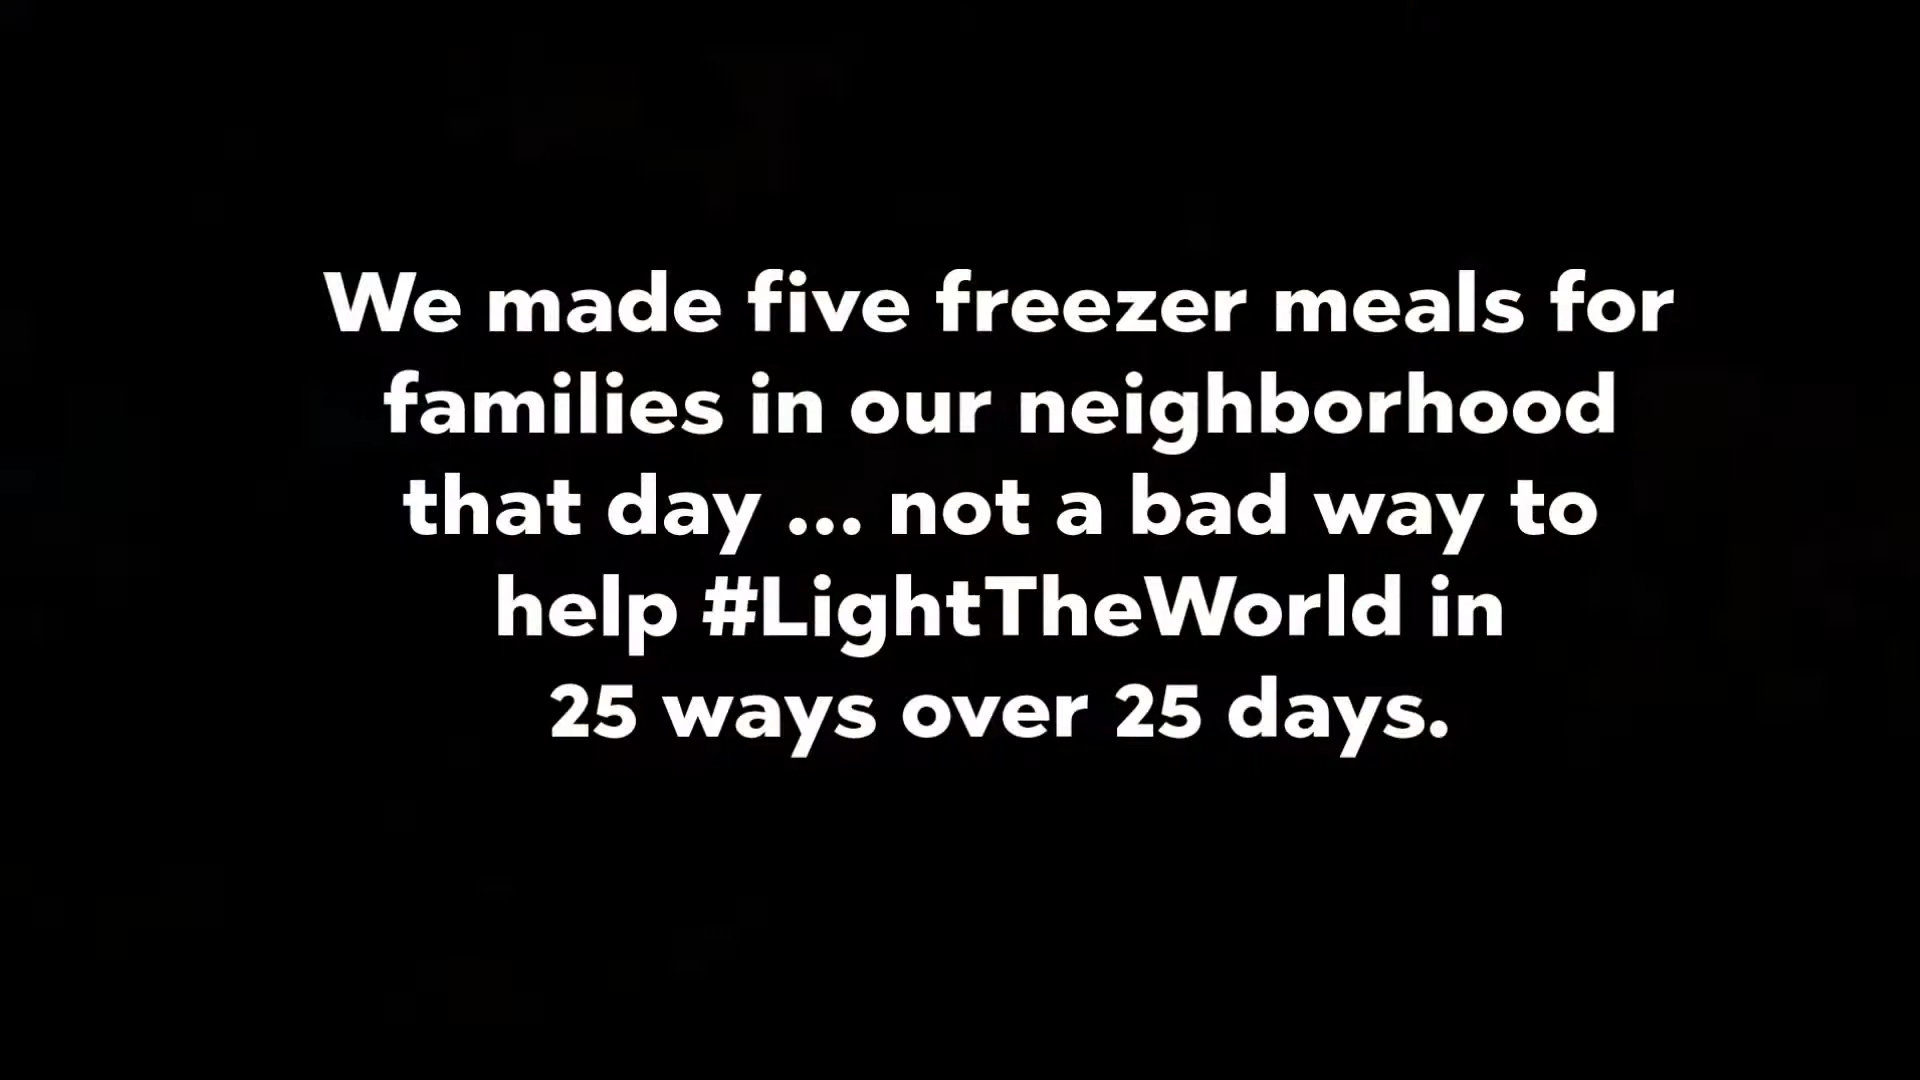 We made five freezer meals for
families in our neighborhood
that day ... not a bad way to
help #LightTheWorld in
25 ways over 25 days.